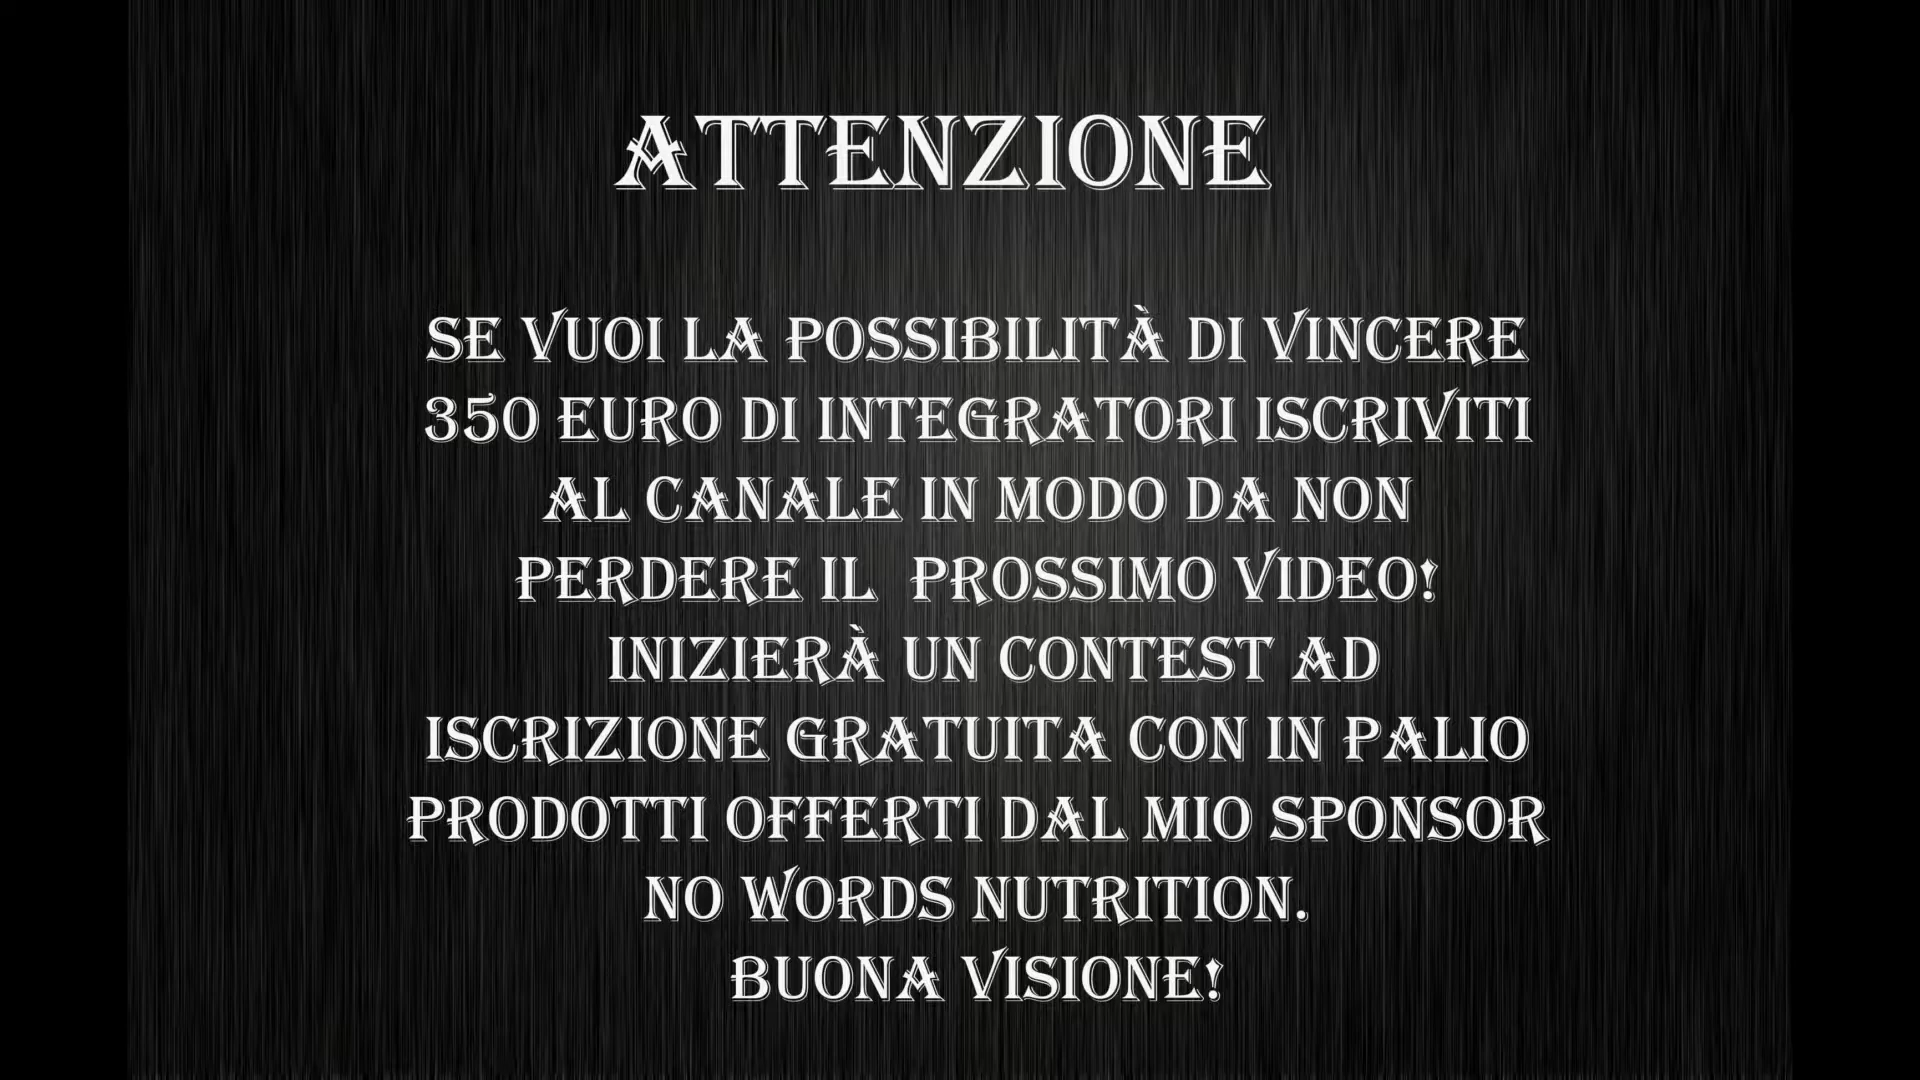 ATTENZIONE
SE VUOI LA POSSIBILITÀ DI VINCERE
350 EURO DI INTEGRATORI ISCRIVITI
AL CANALE IN MODO DA NON
PERDERE IL PROSSIMO VIDEO!
INIZIERÀ UN CONTEST AD
ISCRIZIONE GRATUITA CON IN PALIO
PRODOTTI OFFERTI DAL MIO SPONSOR
NO WORDS NUTRITION.
BUONA VISIONE!